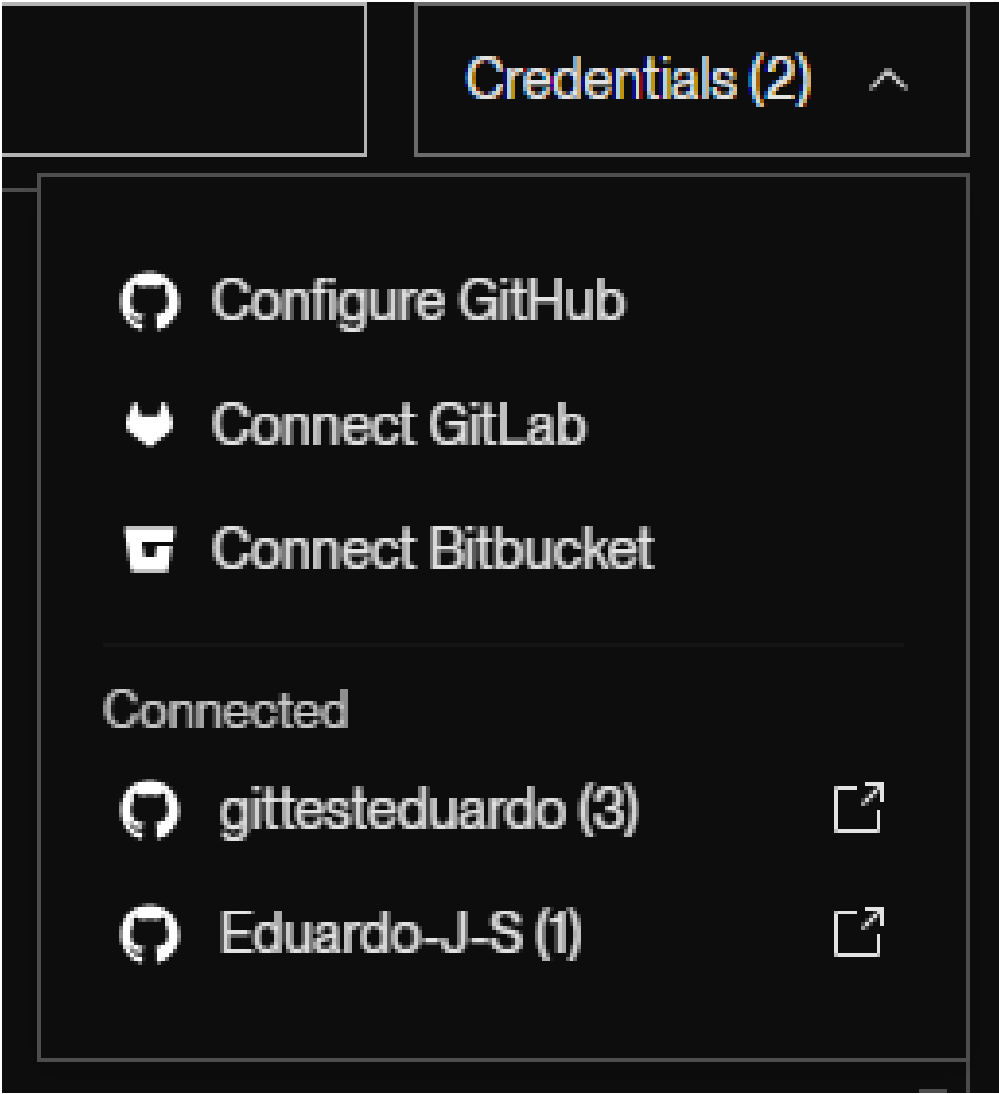 Credentials (2)
Configure GitHub
Connect GitLab
Connect Bitbucket
Connected
gittesteduardo (3)
Eduardo-J-S (1)